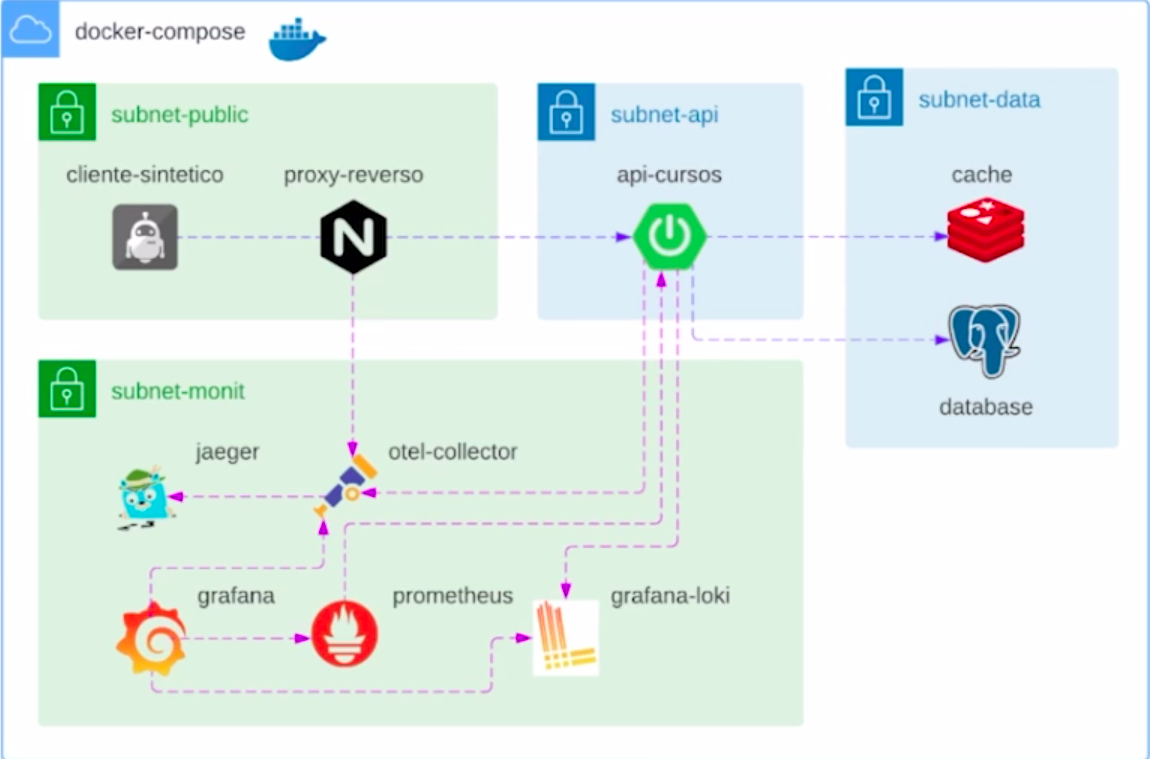 docker-compose
subnet-public
subnet-api
subnet-data
cliente-sintetico
proxy-reverso
N
api-cursos
cache
database
subnet-monit
jaeger
otel-collector
grafana
prometheus
grafana-loki